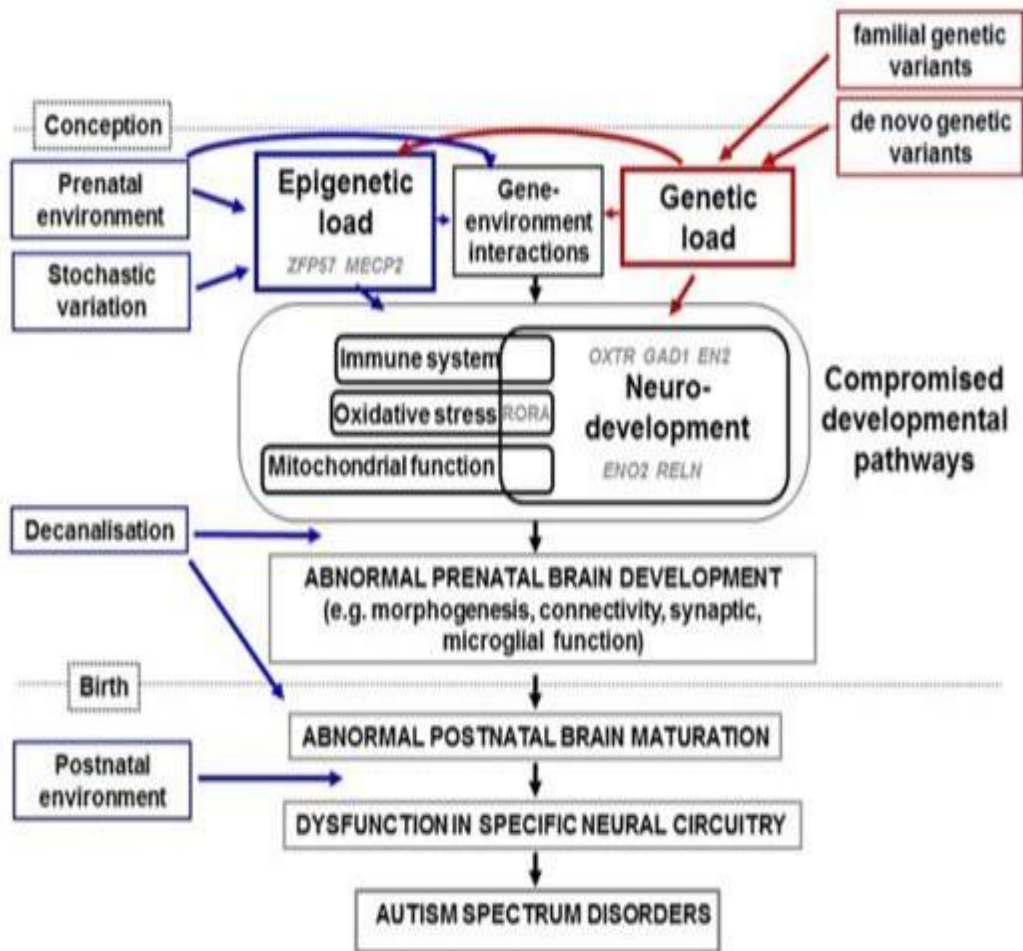 familial genetic
variants
Conception
de novo genetic
variants
Prenatal
environment
Epigenetic
load
ZFP57 MECP2
Gene-
environment
interactions
Genetic
load
Stochastic
variation
Immune system
Oxidative stress
RORA
Mitochondrial function
OXTR GAD1 EN2
Neuro-
development
ENO2 RELN
Compromised
developmental
pathways
Decanalisation
ABNORMAL PRENATAL BRAIN DEVELOPMENT
(e.g. morphogenesis, connectivity, synaptic,
microglial function)
Birth
ABNORMAL POSTNATAL BRAIN MATURATION
Postnatal
environment
DYSFUNCTION IN SPECIFIC NEURAL CIRCUITRY
AUTISM SPECTRUM DISORDERS